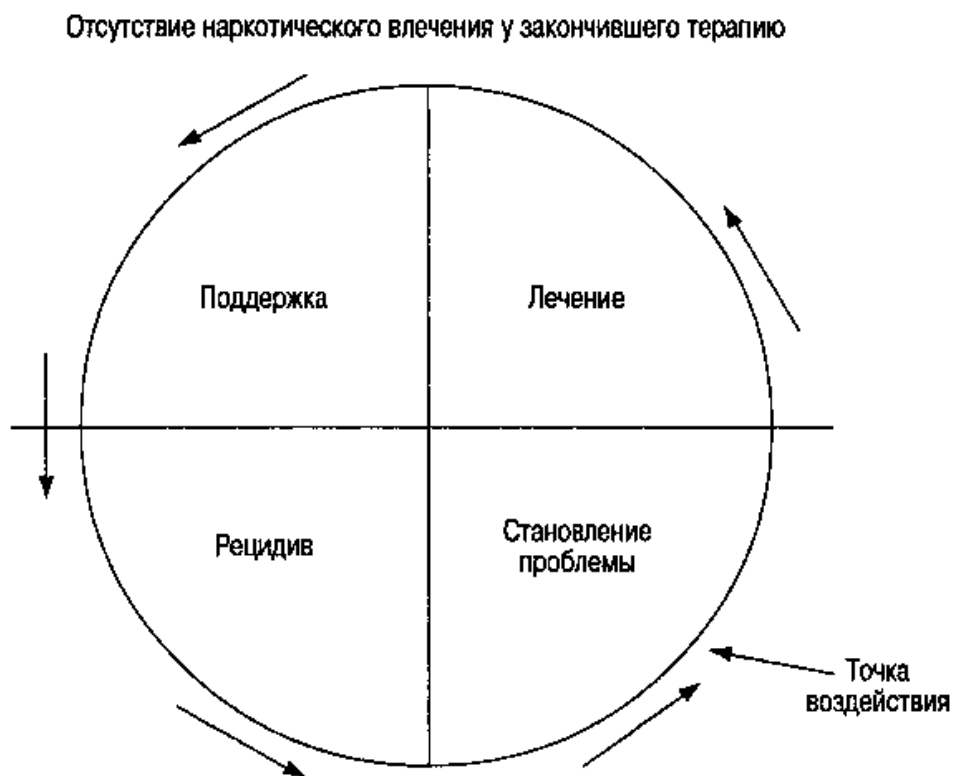 Отсутствие наркотического влечения у закончившего терапию
Поддержка
Лечение
Рецидив
Становление
проблемы
Точка
воздействия